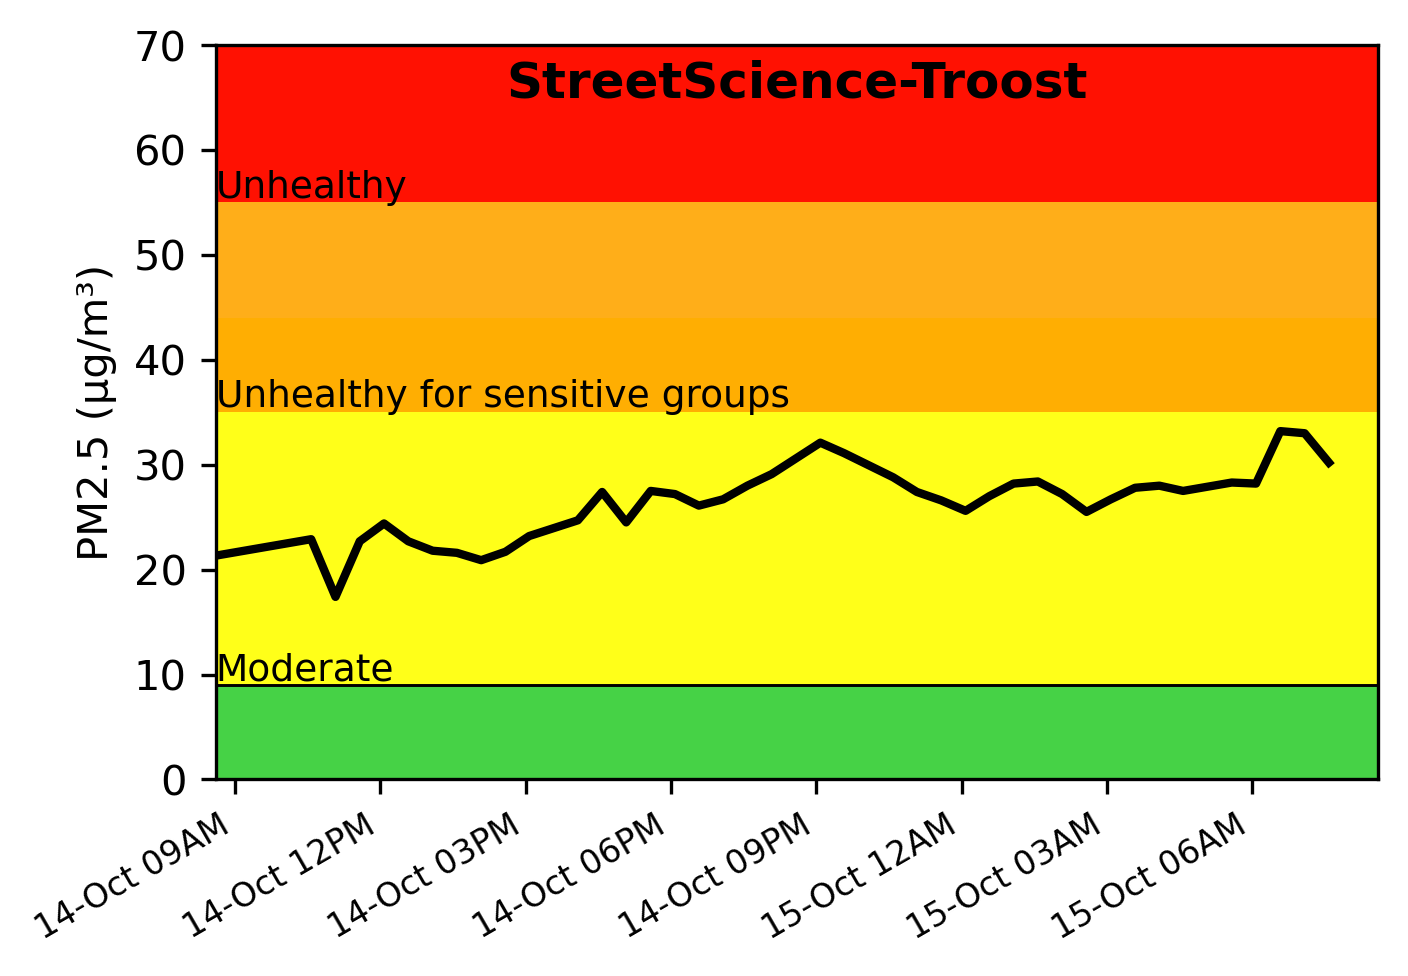 StreetScience-Troost
70
60
Unhealthy
50
40
Unhealthy for sensitive groups
30
20
10
Moderate
0
PM2.5 (μg/m³)
14-Oct 09AM
14-Oct 12PM
14-Oct 03PM
14-Oct 06PM
14-Oct 09PM
15-Oct 12AM
15-Oct 03AM
15-Oct 06AM